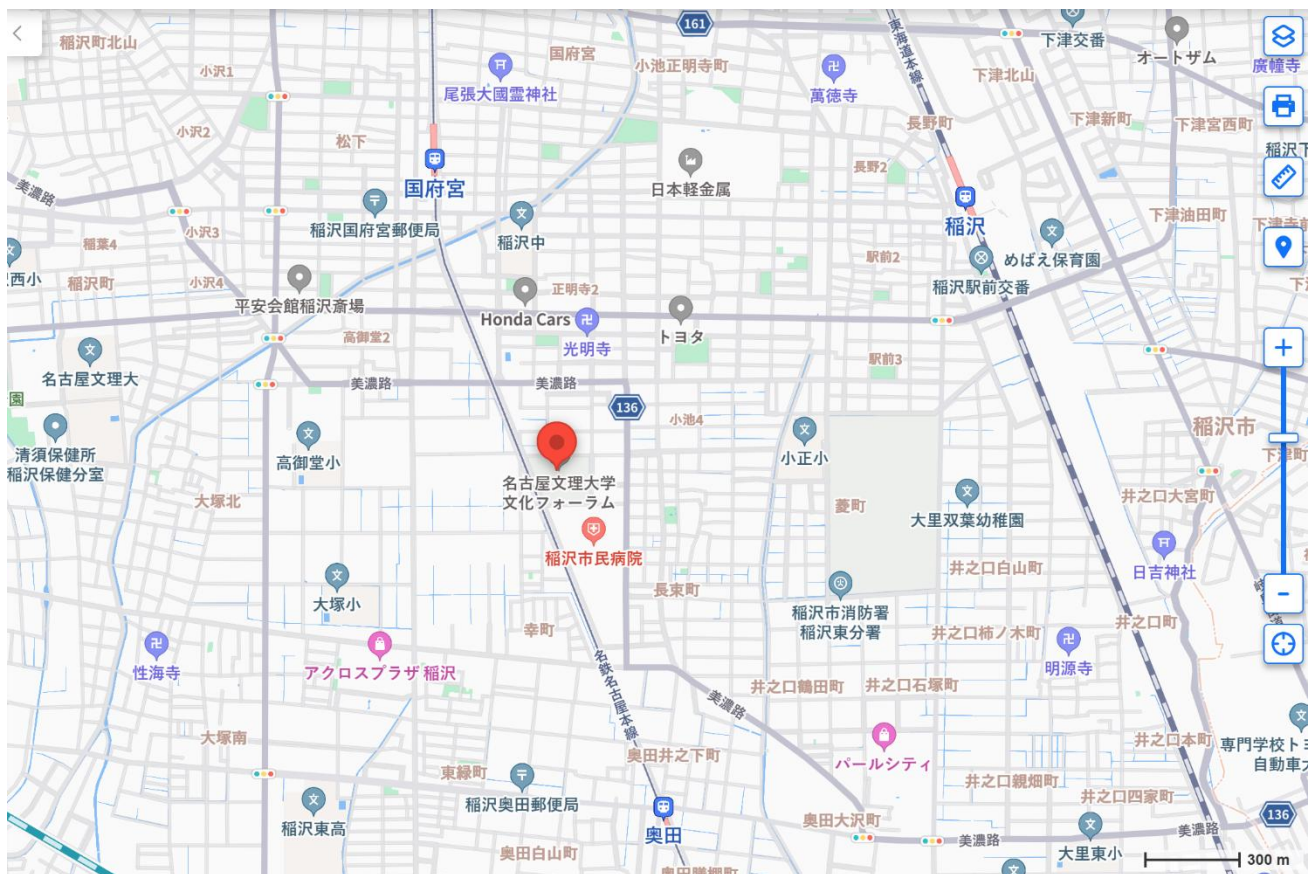 161
下津交番
稲沢町北山
国府宮
東海道本線
オートザム
小沢1
尾張大國霊神社
小池正明寺町
萬徳寺
下津北山
廣幢寺
小沢2
松下
長野町
下津新町
下津宮西町
美濃路
国府宮
日本軽金属
長野2
稲沢下
稲葉4
小沢3
稲沢国府宮郵便局
稲沢中
稲沢
下津油田町
西小
稲沢町
小沢4
駅前2
めばえ保育園
平安会館稲沢斎場
正明寺2
稲沢駅前交番
Honda Cars
光明寺
トヨタ
高御堂2
名古屋文理大
駅前3
園
美濃路
美濃路
136
小池4
稲沢市
清須保健所
稲沢保健分室
高御堂小
名古屋文理大学
文化フォーラム
小正小
下津町
大塚北
菱町
大里双葉幼稚園
井之口大宮町
稲沢市民病院
日吉神社
大塚小
長束町
稲沢市消防署
稲沢東分署
井之口白山町
幸町
井之口柿ノ木町
井之口町
性海寺
アクロスプラザ 稲沢
名鉄名古屋本線
明源寺
井之口鶴田町
井之口石塚町
美濃路
大塚南
奥田井之下町
パールシティ
井之口本町
専門学校トヨ
自動車大
東緑町
稲沢奥田郵便局
井之口親畑町
井之口四家町
稲沢東高
奥田
奥田大沢町
136
美濃路
美濃路
奥田白山町
大里東小
奥田膳棚町
300 m